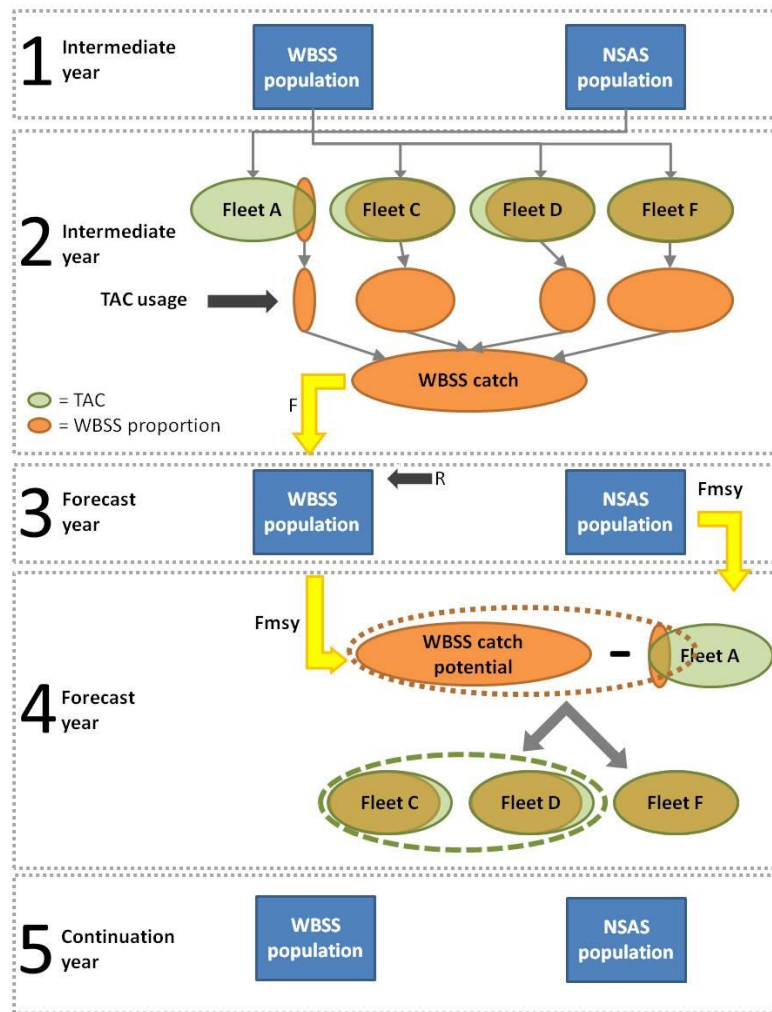 1 Intermediate
year
WBSS
population
NSAS
population
2 Intermediate
year
Fleet A
Fleet C
Fleet D
Fleet F
TAC usage
WBSS catch
= TAC
= WBSS proportion
F
3 Forecast
year
WBSS
population
R
NSAS
population
Fmsy
4 Forecast
year
Fmsy
WBSS catch
potential
-
Fleet A
Fleet C
Fleet D
Fleet F
5 Continuation
year
WBSS
population
NSAS
population